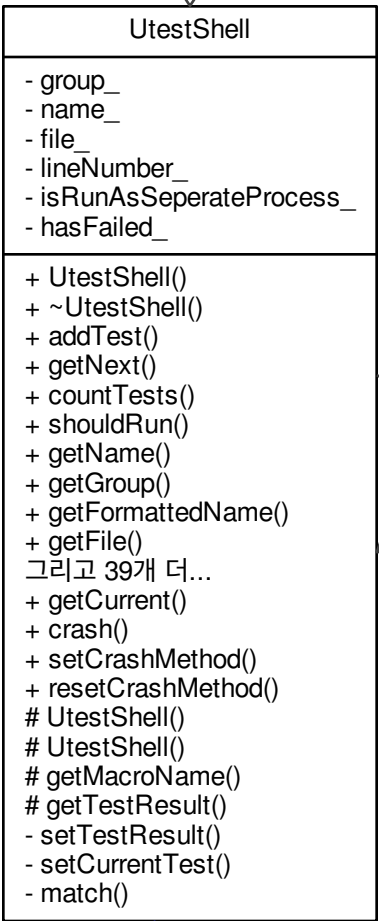 UtestShell
- group_
- name_
- file_
- lineNumber_
- isRunAsSeperateProcess_
- hasFailed_
+ UtestShell()
+ ~UtestShell()
+ addTest()
+ getNext()
+ countTests()
+ shouldRun()
+ getName()
+ getGroup()
+ getFormattedName()
+ getFile()
그리고 39개 더...
+ getCurrent()
+ crash()
+ setCrashMethod()
+ resetCrashMethod()
# UtestShell()
# UtestShell()
# getMacroName()
# getTestResult()
- setTestResult()
- setCurrentTest()
- match()